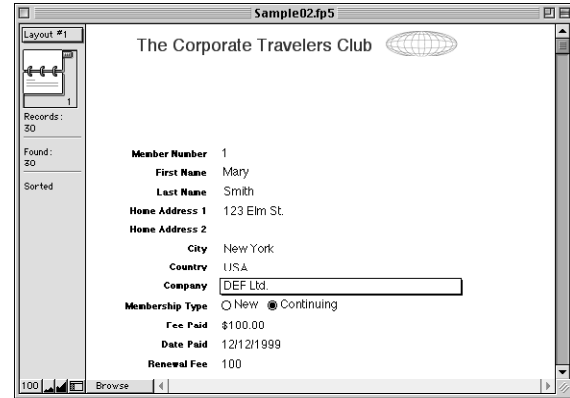 Sample02.fp5
Layout #1
1
Records:
30
Found:
30
Sorted
The Corporate Travelers Club
Member Number 1
First Name Mary
Last Name Smith
Home Address 1 123 Elm St.
Home Address 2
City New York
Country USA
Company DEF Ltd.
Membership Type New Continuing
Fee Paid $100.00
Date Paid 12/12/1999
Renewal Fee 100
100 Browse